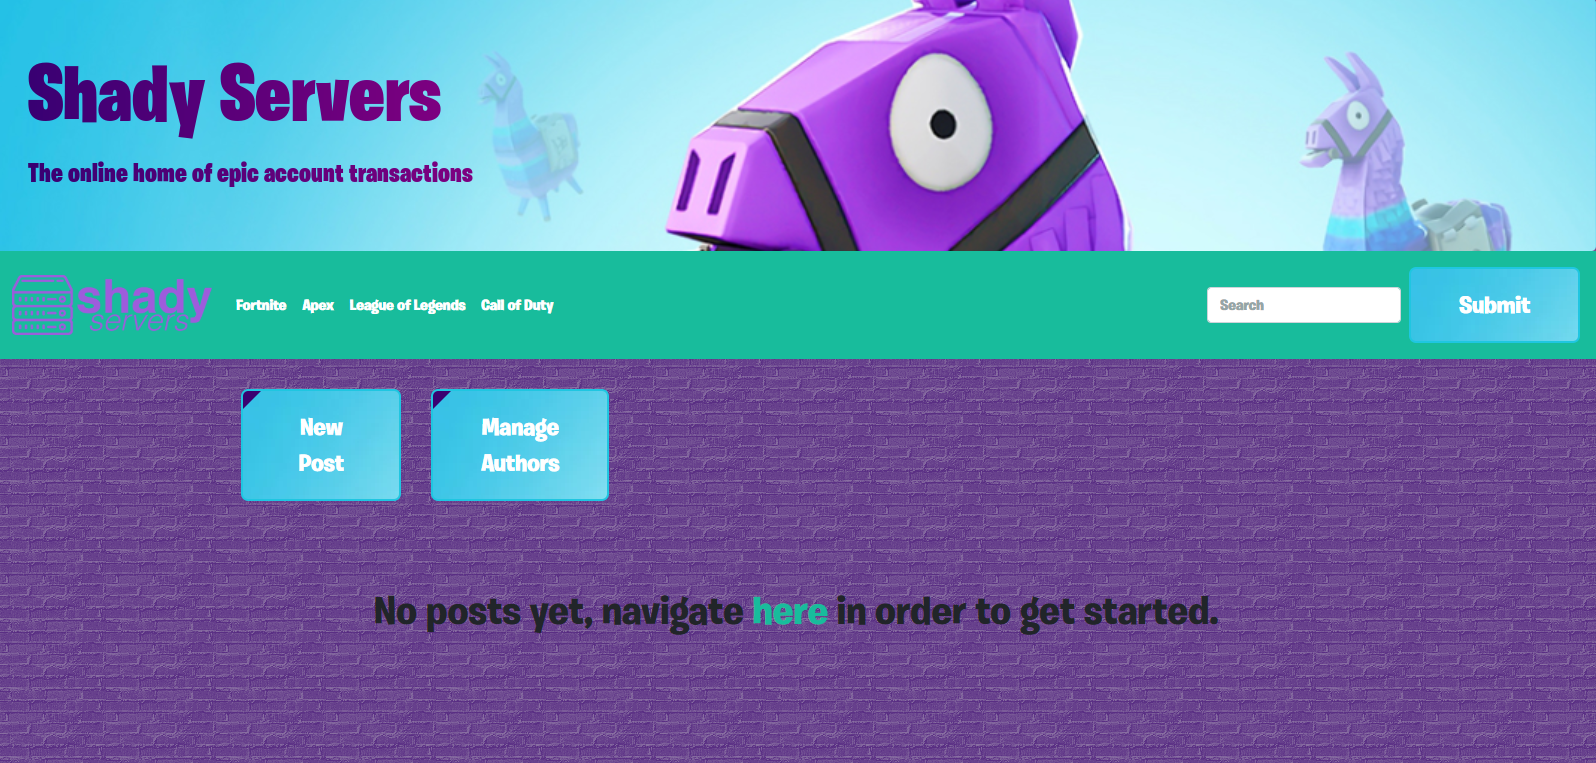 Shady Servers
The online home of epic account transactions
shady
servers
Fortnite Apex League of Legends Call of Duty
Search
Submit
New
Post
Manage
Authors
No posts yet, navigate here in order to get started.